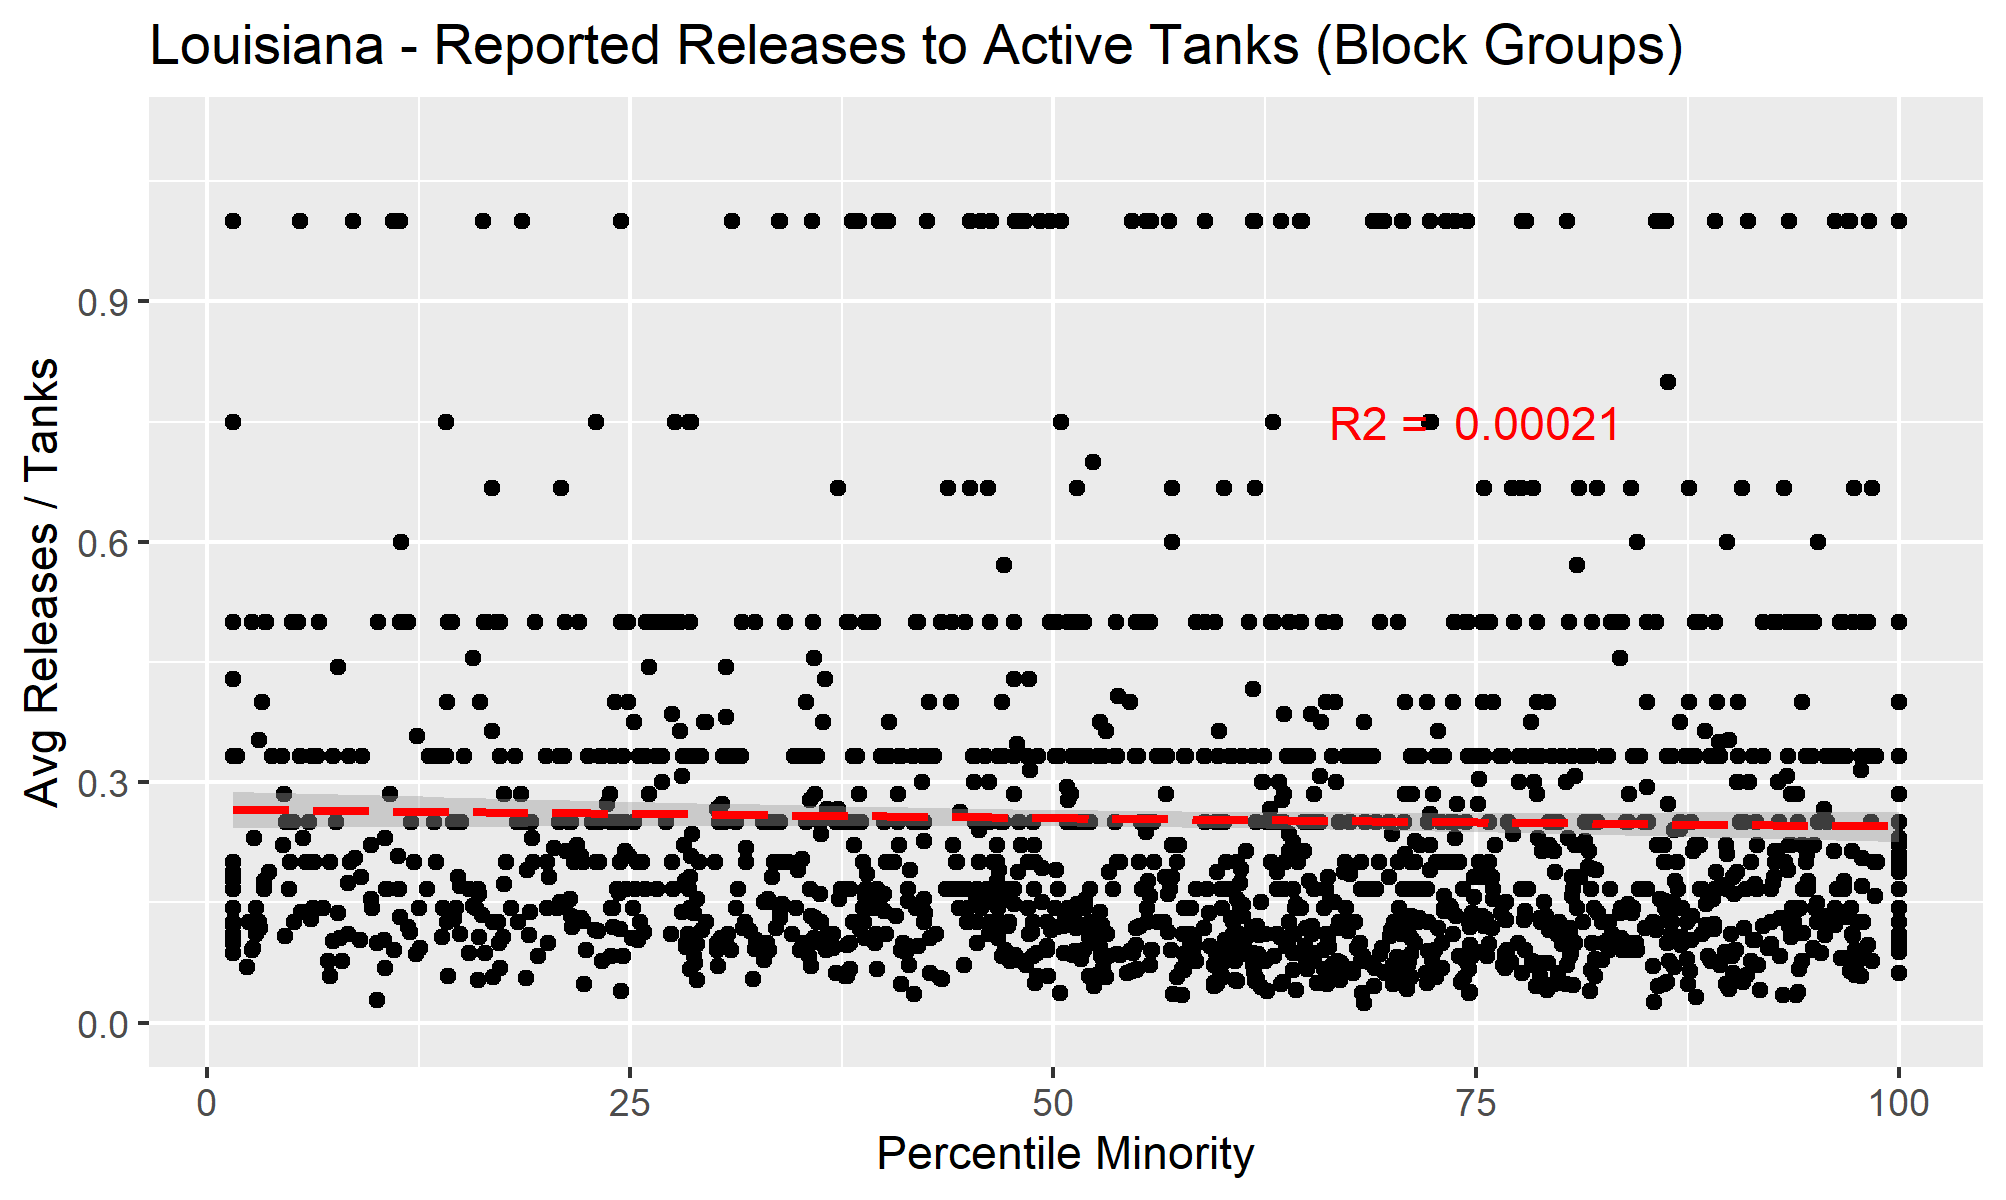 Louisiana - Reported Releases to Active Tanks (Block Groups)
Avg Releases / Tanks
0.9
0.6
0.3
0.0
R2 = 0.00021
0 25 50 75 100
Percentile Minority